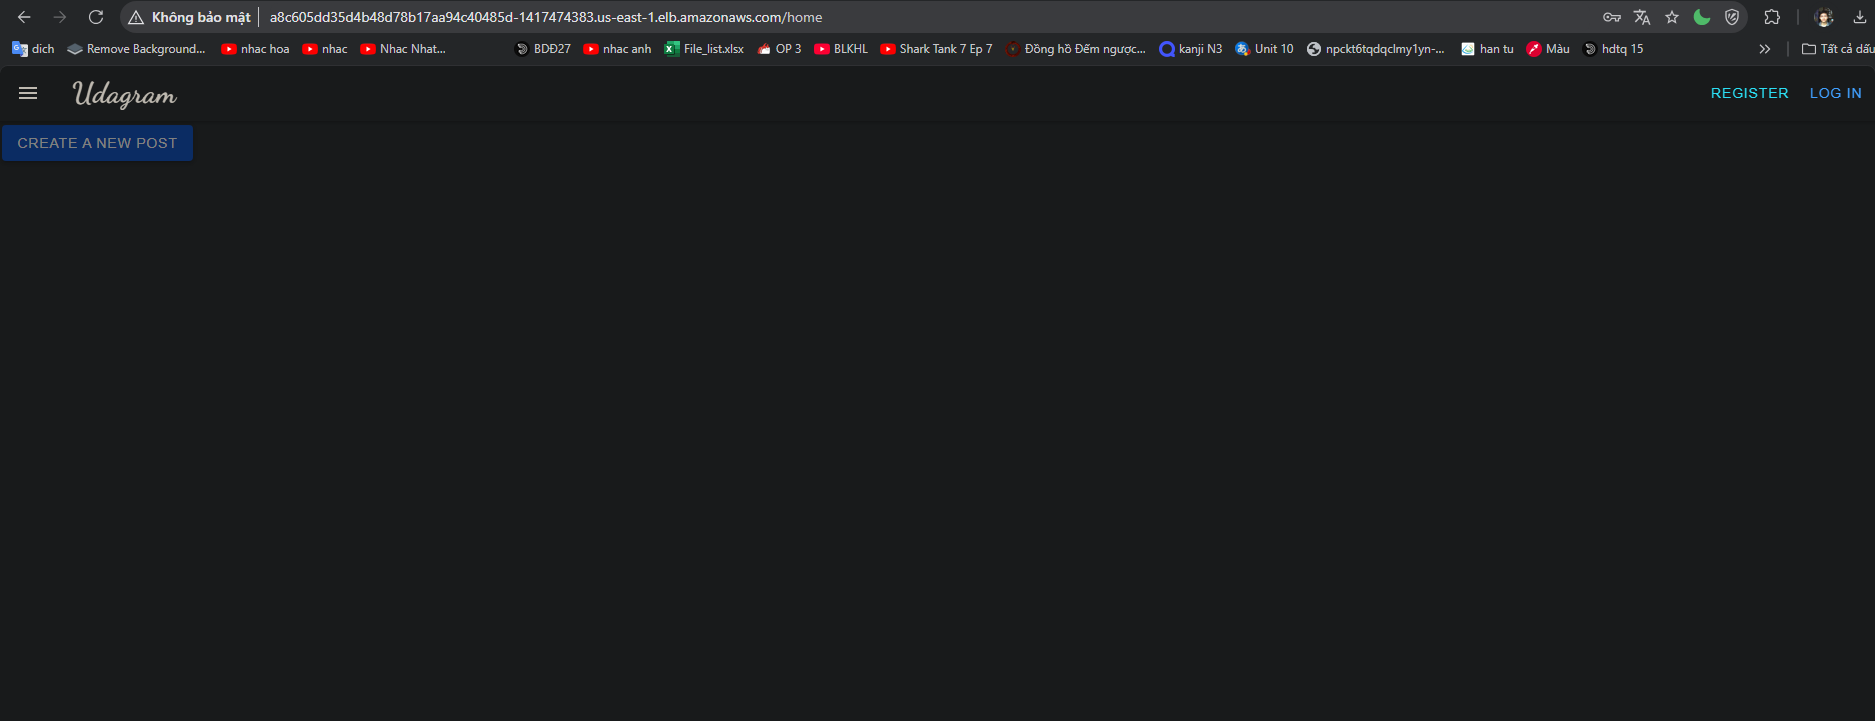 Không bảo mật a8c605dd35d4b48d78b17aa94c40485d-1417474383.us-east-1.elb.amazonaws.com/home
dich Remove Background... nhac hoa nhac Nhac Nhat... BDĐ27 nhac anh File_list.xlsx OP 3 BLKHL Shark Tank 7 Ep 7 Đồng hồ Đếm ngược... kanji N3 Unit 10 npckt6tqdqclmy1yn-... han tu Màu hdtq 15 Tất cả dấu
Udagram REGISTER LOG IN
CREATE A NEW POST